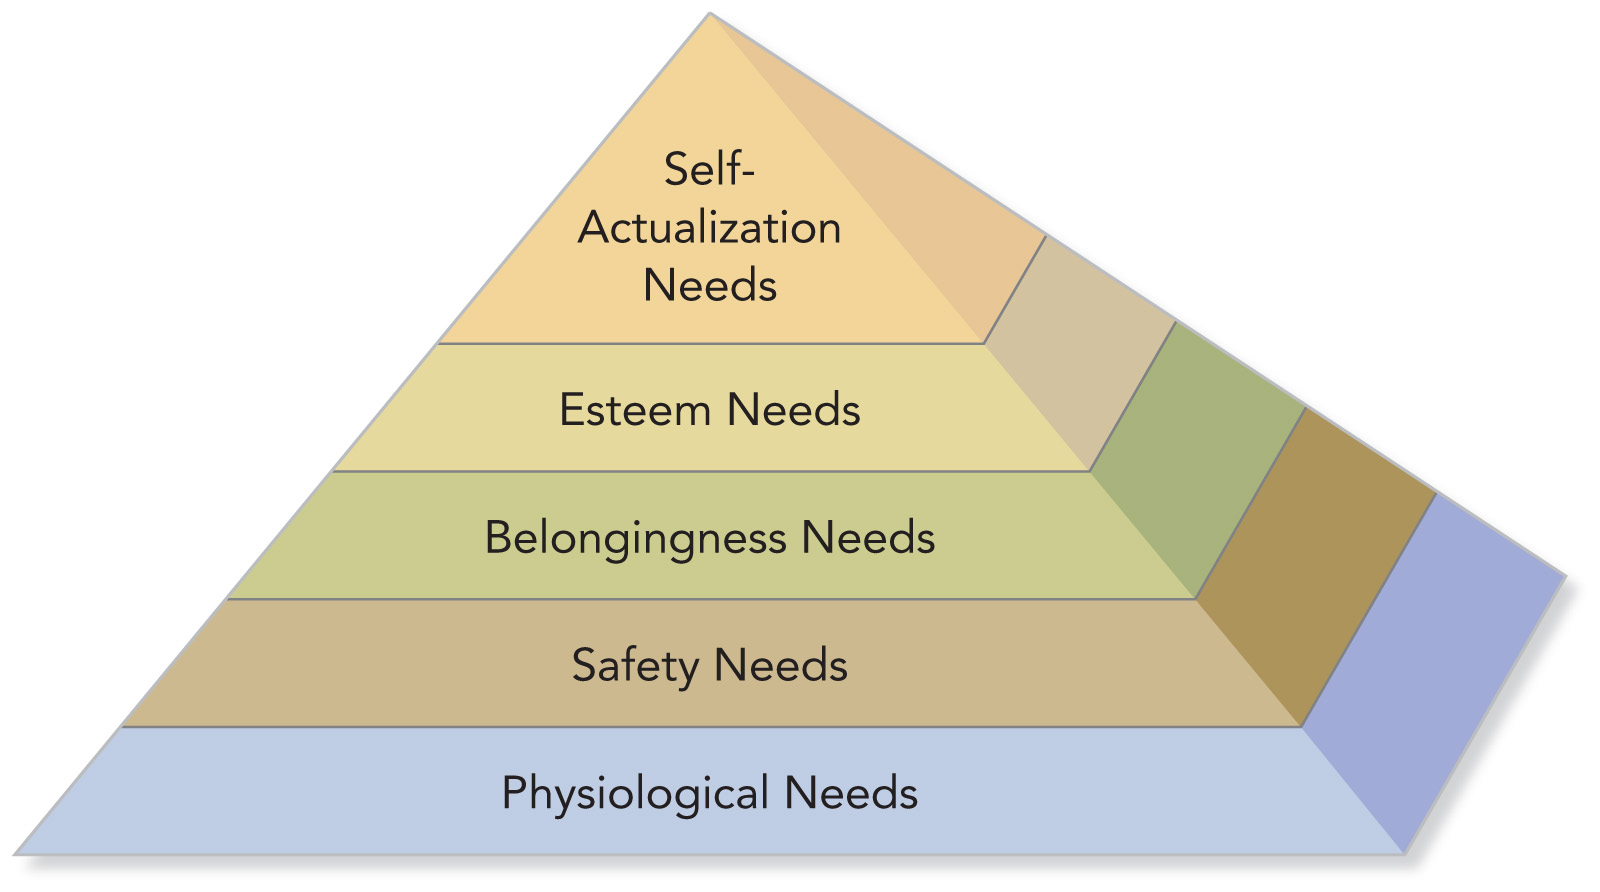 Self-
Actualization
Needs
Esteem Needs
Belongingness Needs
Safety Needs
Physiological Needs